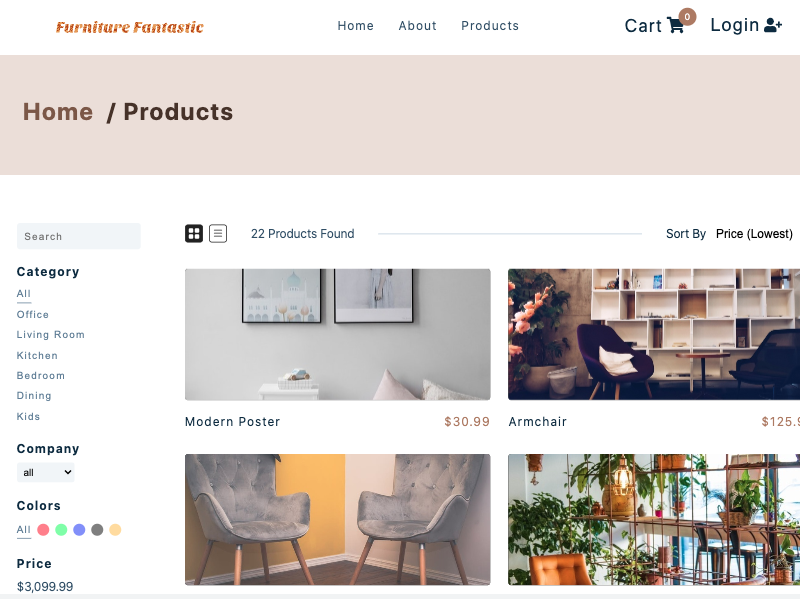 Furniture Fantastic
Home About Products
Cart 0 Login
Home / Products
Search
22 Products Found
Sort By Price (Lowest)
Category
All
Office
Living Room
Kitchen
Bedroom
Dining
Kids
Company
all
Colors
All
Price
$3,099.99
Modern Poster $30.99
Armchair $125.9